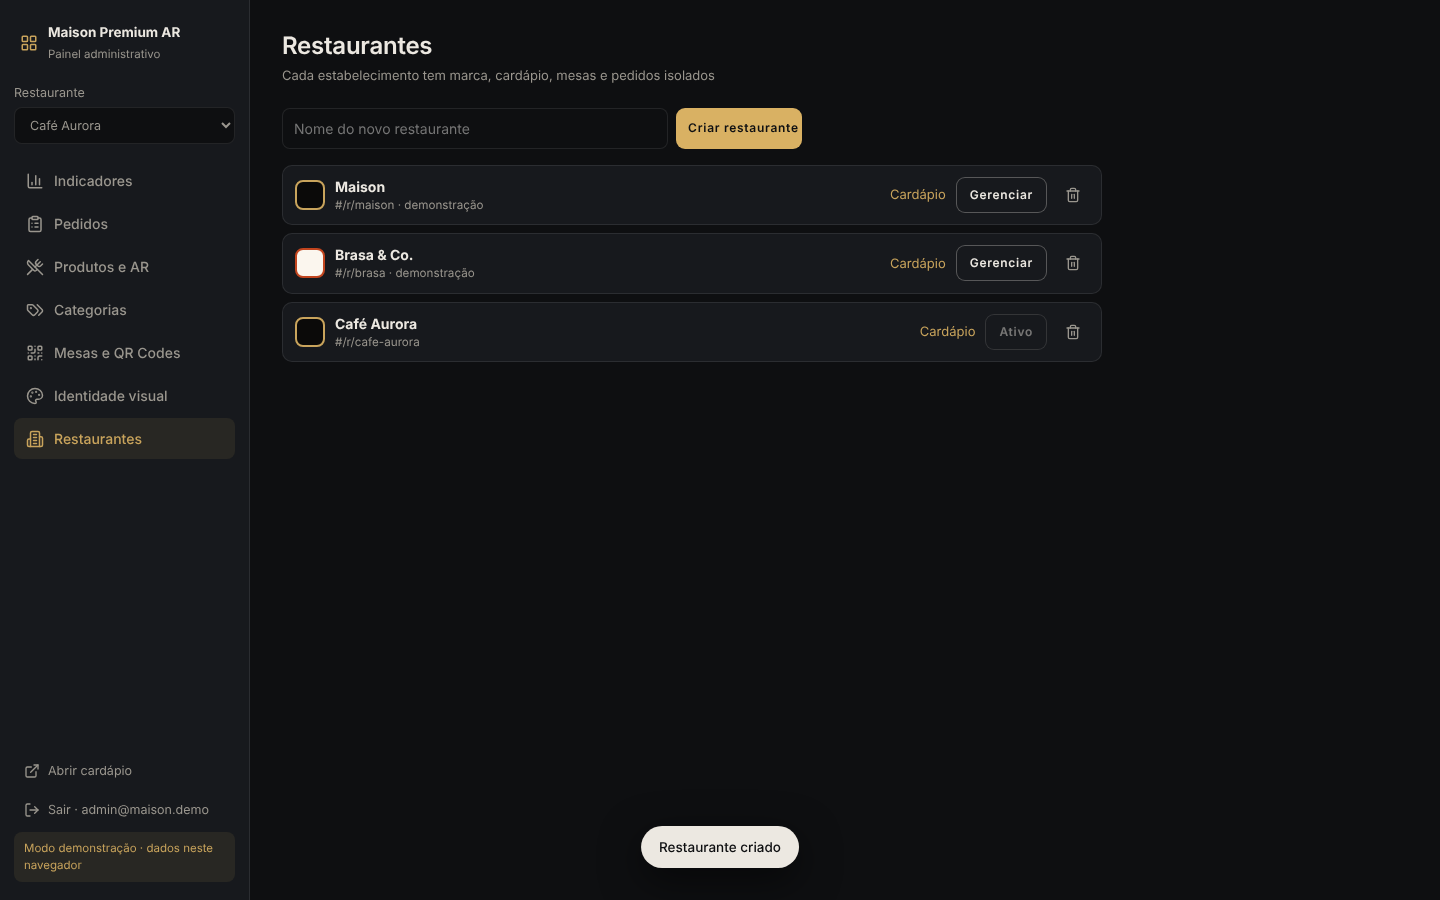 Maison Premium AR
Painel administrativo
Restaurante
Café Aurora
Indicadores
Pedidos
Produtos e AR
Categorias
Mesas e QR Codes
Identidade visual
Restaurantes
Abrir cardápio
Sair · admin@maison.demo
Modo demonstração · dados neste
navegador
Restaurantes
Cada estabelecimento tem marca, cardápio, mesas e pedidos isolados
Nome do novo restaurante
Criar restaurante
Maison
#/r/maison · demonstração
Cardápio
Gerenciar
Brasa & Co.
#/r/brasa · demonstração
Cardápio
Gerenciar
Café Aurora
#/r/cafe-aurora
Cardápio
Ativo
Restaurante criado